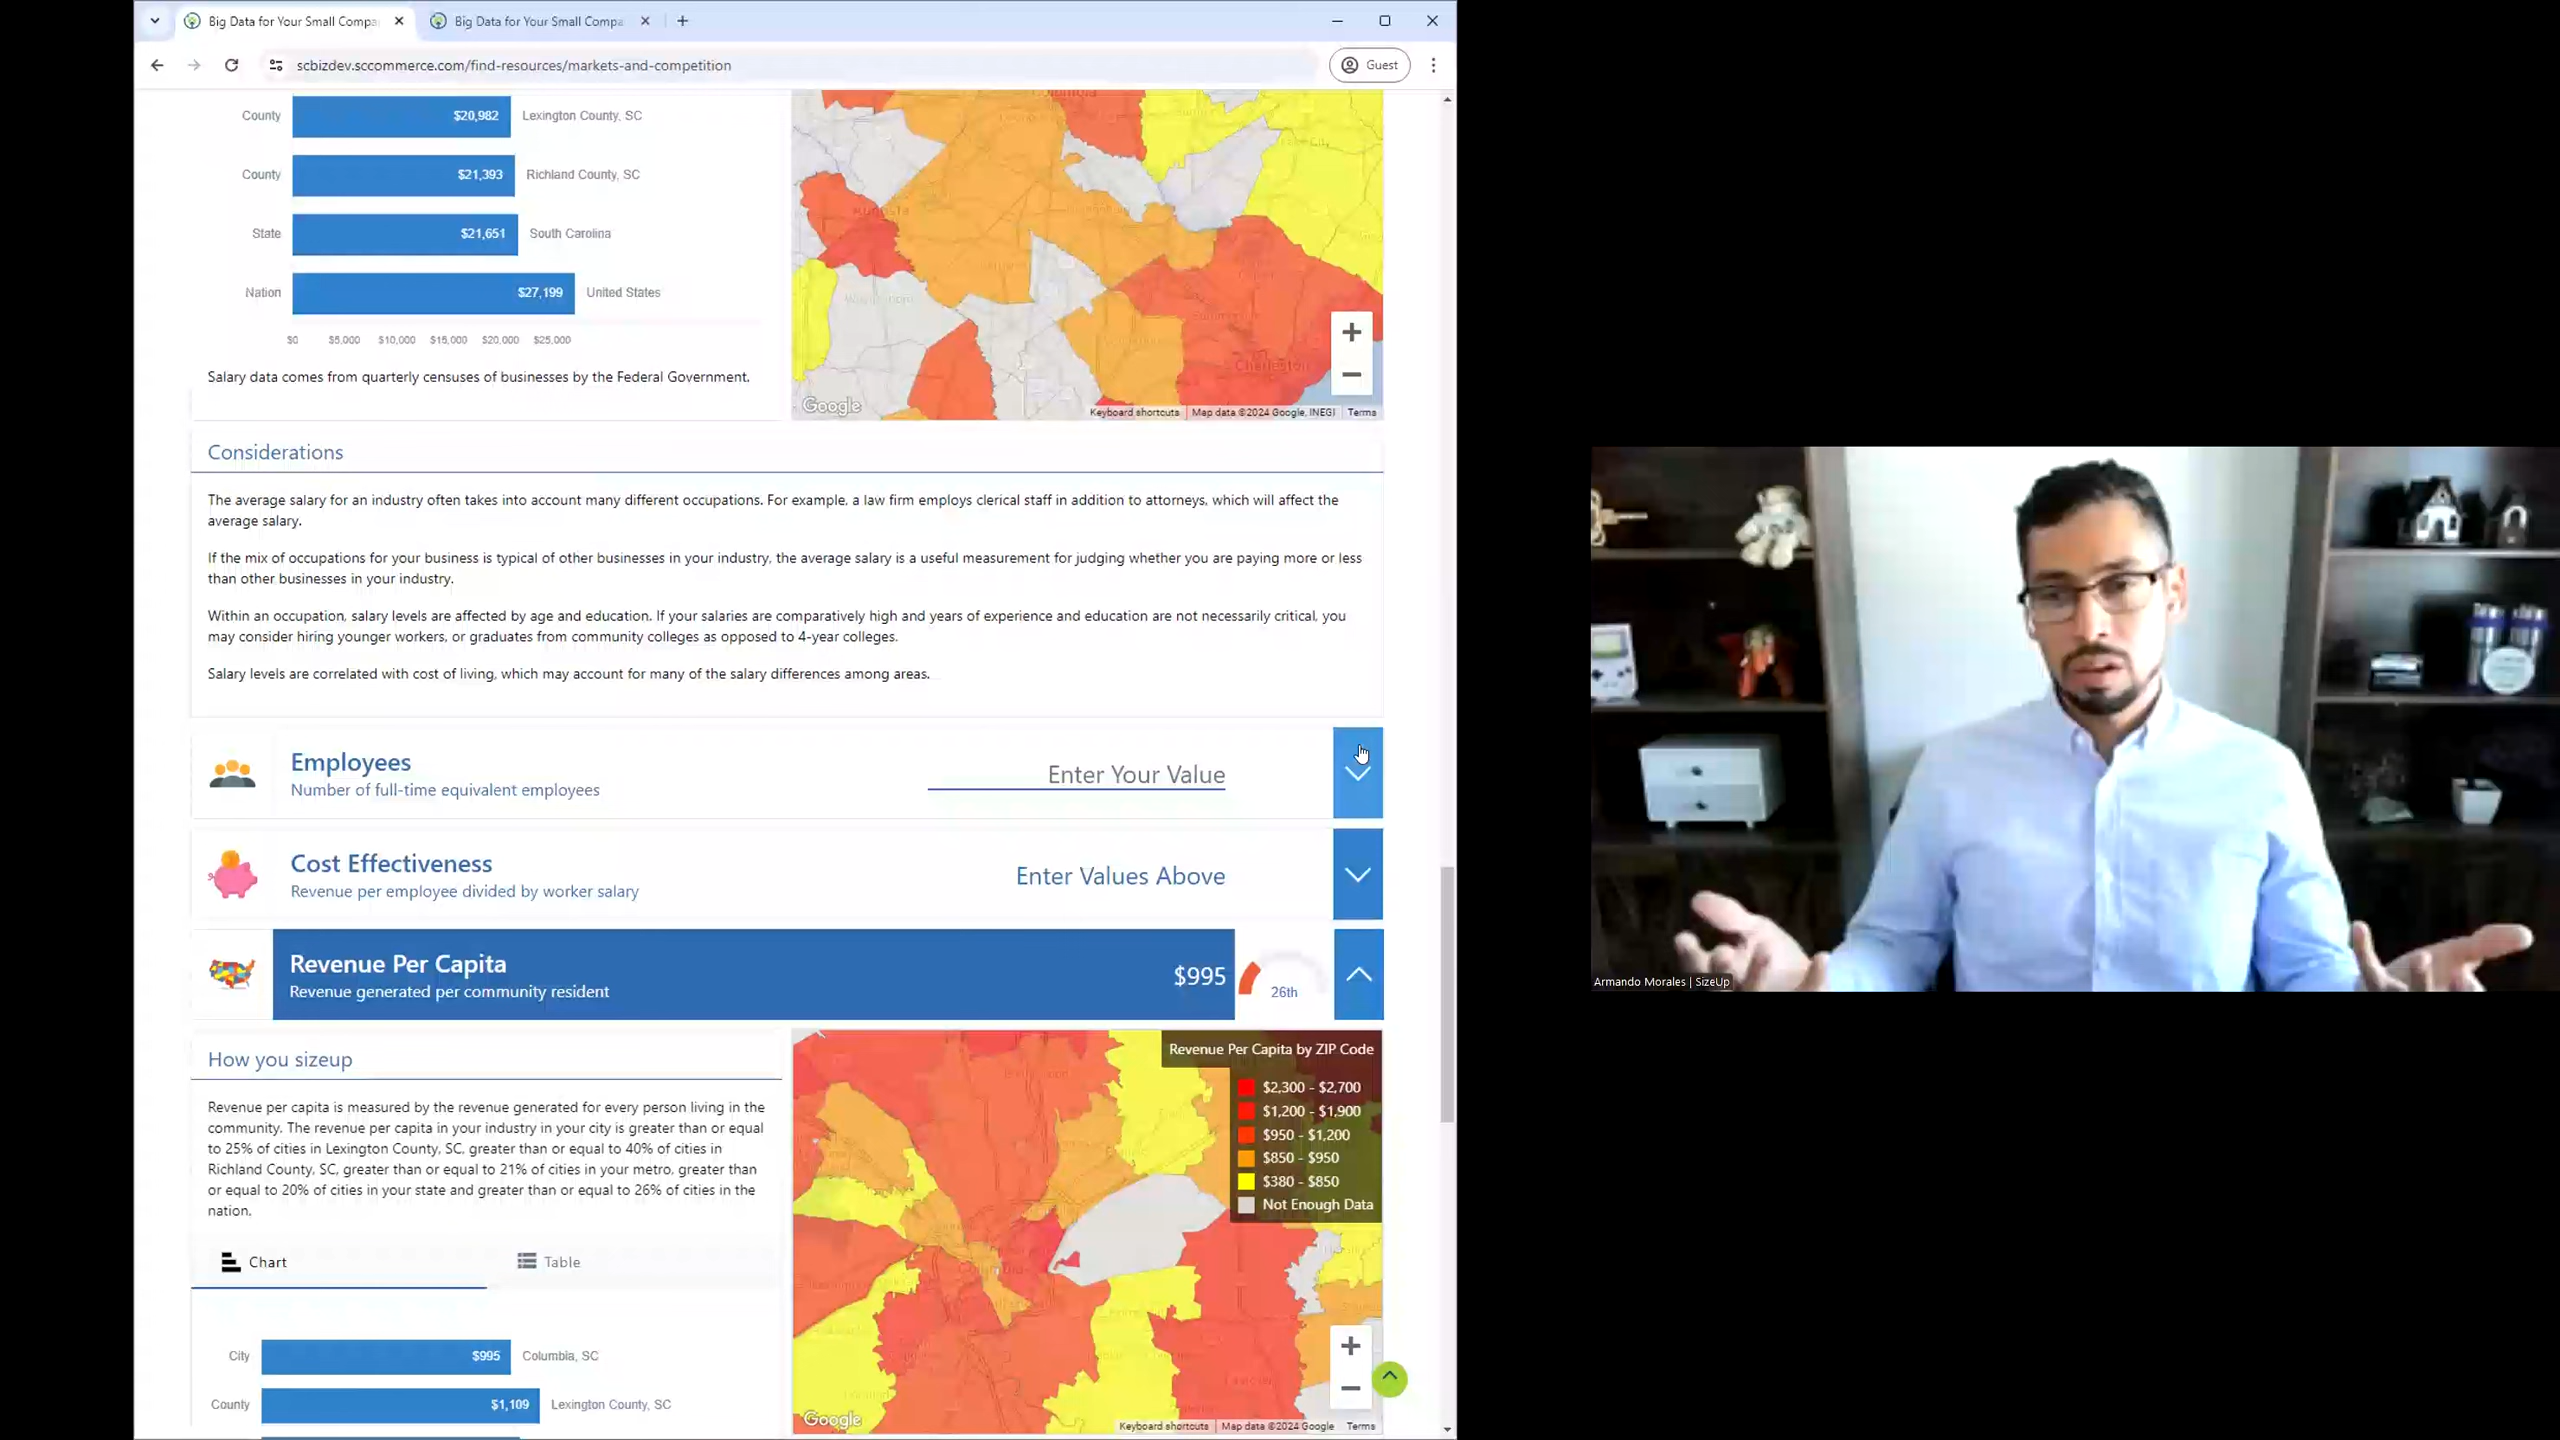 Big Data for Your Small Compa
Big Data for Your Small Compa
scbizdev.sccommerce.com/find-resources/markets-and-competition
Guest
County $20,982 Lexington County, SC
County $21,393 Richland County, SC
State $21,651 South Carolina
Nation $27,199 United States
$0 $5,000 $10,000 $15,000 $20,000 $25,000
Salary data comes from quarterly censuses of businesses by the Federal Government.
Augusta
Charleston
Google
Keyboard shortcuts Map data ©2024 Google, INEGI Terms
Considerations
The average salary for an industry often takes into account many different occupations. For example, a law firm employs clerical staff in addition to attorneys, which will affect the
average salary.
If the mix of occupations for your business is typical of other businesses in your industry, the average salary is a useful measurement for judging whether you are paying more or less
than other businesses in your industry.
Within an occupation, salary levels are affected by age and education. If your salaries are comparatively high and years of experience and education are not necessarily critical, you
may consider hiring younger workers, or graduates from community colleges as opposed to 4-year colleges.
Salary levels are correlated with cost of living, which may account for many of the salary differences among areas.
Employees
Number of full-time equivalent employees
Enter Your Value
Cost Effectiveness
Revenue per employee divided by worker salary
Enter Values Above
Revenue Per Capita
Revenue generated per community resident
$995
26th
How you sizeup
Revenue per capita is measured by the revenue generated for every person living in the
community. The revenue per capita in your industry in your city is greater than or equal
to 25% of cities in Lexington County, SC, greater than or equal to 40% of cities in
Richland County, SC, greater than or equal to 21% of cities in your metro, greater than
or equal to 20% of cities in your state and greater than or equal to 26% of cities in the
nation.
Chart
Table
City $995 Columbia, SC
County $1,109 Lexington County, SC
Revenue Per Capita by ZIP Code
$2,300 - $2,700
$1,200 - $1,900
$950 - $1,200
$850 - $950
$380 - $850
Not Enough Data
Google
Keyboard shortcuts Map data ©2024 Google Terms
Armando Morales | SizeUp